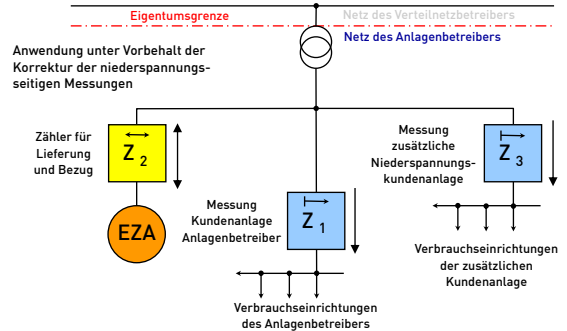 Eigentumsgrenze
Netz des Verteilnetzbetreibers
Netz des Anlagenbetreibers
Anwendung unter Vorbehalt der
Korrektur der niederspannungs-
seitigen Messungen
Zähler für
Lieferung
und Bezug
Z 2
EZA
Messung
Kundenanlage
Anlagenbetreiber
Z 1
Verbrauchseinrichtungen
des Anlagenbetreibers
Messung
zusätzliche
Niederspannungs-
kundenanlage
Z 3
Verbrauchseinrichtungen
der zusätzlichen
Kundenanlage